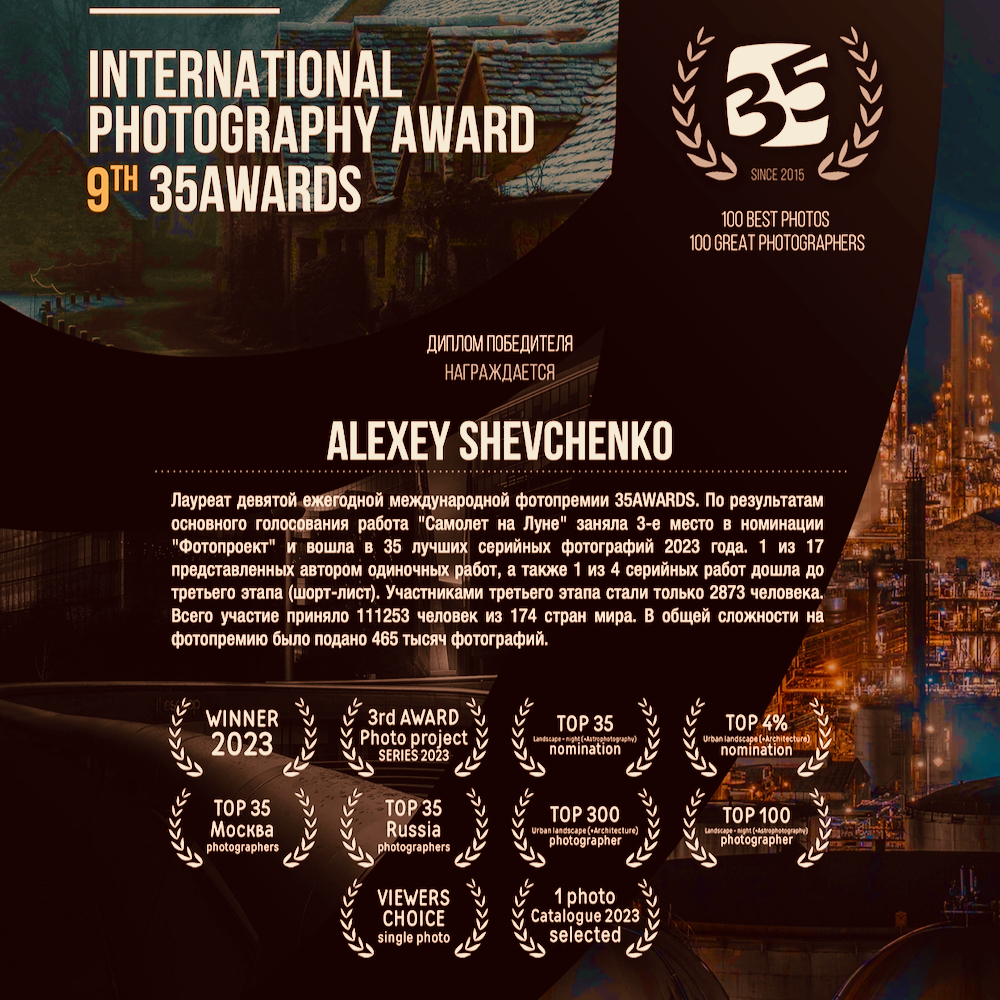 INTERNATIONAL
PHOTOGRAPHY AWARD
9TH 35AWARDS
35
SINCE 2015
100 BEST PHOTOS
100 GREAT PHOTOGRAPHERS
ДИПЛОМ ПОБЕДИТЕЛЯ
НАГРАЖДАЕТСЯ
ALEXEY SHEVCHENKO
Лауреат девятой ежегодной международной фотопремии 35AWARDS. По результатам
основного голосования работа "Самолет на Луне" заняла 3-е место в номинации
"Фотопроект" и вошла в 35 лучших серийных фотографий 2023 года. 1 из 17
представленных автором одиночных работ, а также 1 из 4 серийных работ дошла до
третьего этапа (шорт-лист). Участниками третьего этапа стали только 2873 человека.
Всего участие приняло 111253 человек из 174 стран мира. В общей сложности на
фотопремию было подано 465 тысяч фотографий.
WINNER
2023
3rd AWARD
Photo project
SERIES 2023
TOP 35
Landscape - night (+Astrophotography)
nomination
TOP 4%
Urban landscape (+Architecture)
nomination
TOP 35
Москва
photographers
TOP 35
Russia
photographers
TOP 300
Urban landscape (+Architecture)
photographer
TOP 100
Landscape - night (+Astrophotography)
photographer
VIEWERS
CHOICE
single photo
1 photo
Catalogue 2023
selected